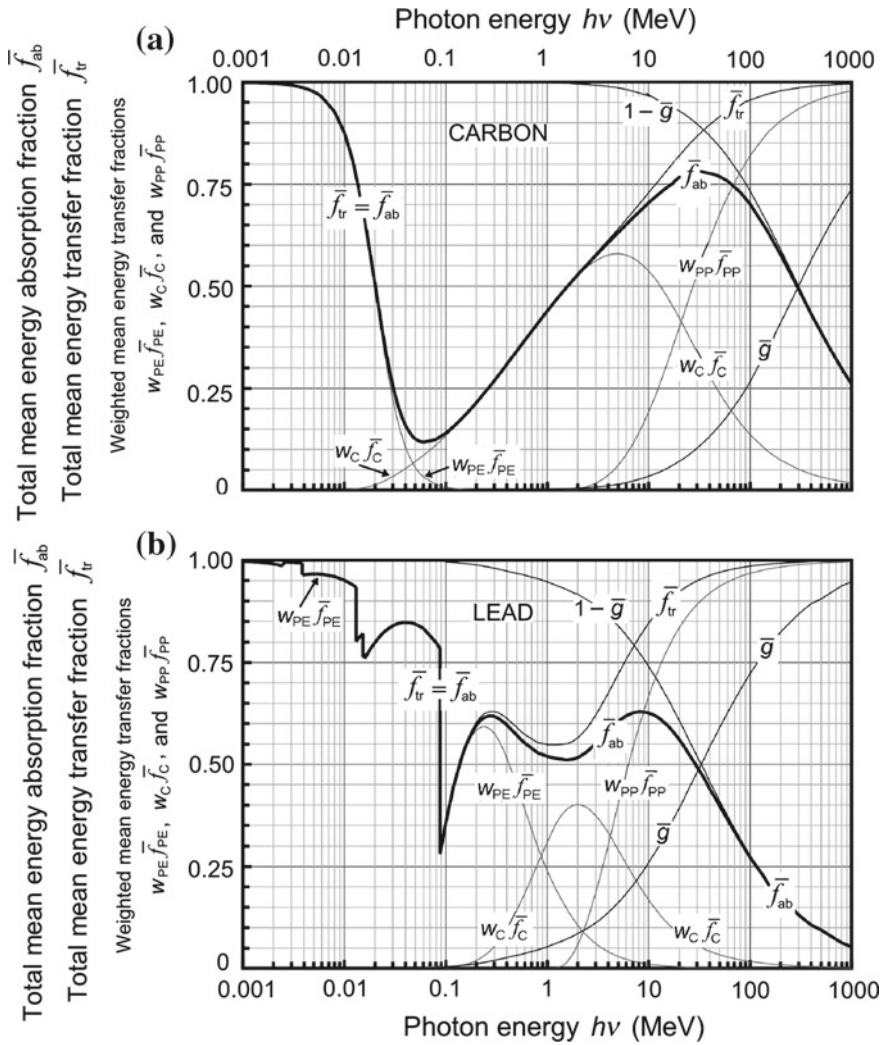 Photon energy hν (MeV)
(a)
0.001 0.01 0.1 1 10 100 1000
Total mean energy absorption fraction f̄ab
Total mean energy transfer fraction f̄tr
Weighted mean energy transfer fractions
wPE f̄PE, wC f̄C, and wPP f̄PP
1.00
0.75
0.50
0.25
0
CARBON
1 – ḡ
f̄tr
f̄ab
f̄tr = f̄ab
wPP f̄PP
wC f̄C
ḡ
wC f̄C
wPE f̄PE
(b)
Total mean energy absorption fraction f̄ab
Total mean energy transfer fraction f̄tr
Weighted mean energy transfer fractions
wPE f̄PE, wC f̄C, and wPP f̄PP
1.00
0.75
0.50
0.25
0
wPE f̄PE
LEAD
1 – ḡ
f̄tr
ḡ
f̄tr = f̄ab
f̄ab
wPE f̄PE
wPP f̄PP
ḡ
wC f̄C
wC f̄C
f̄ab
0.001 0.01 0.1 1 10 100 1000
Photon energy hν (MeV)